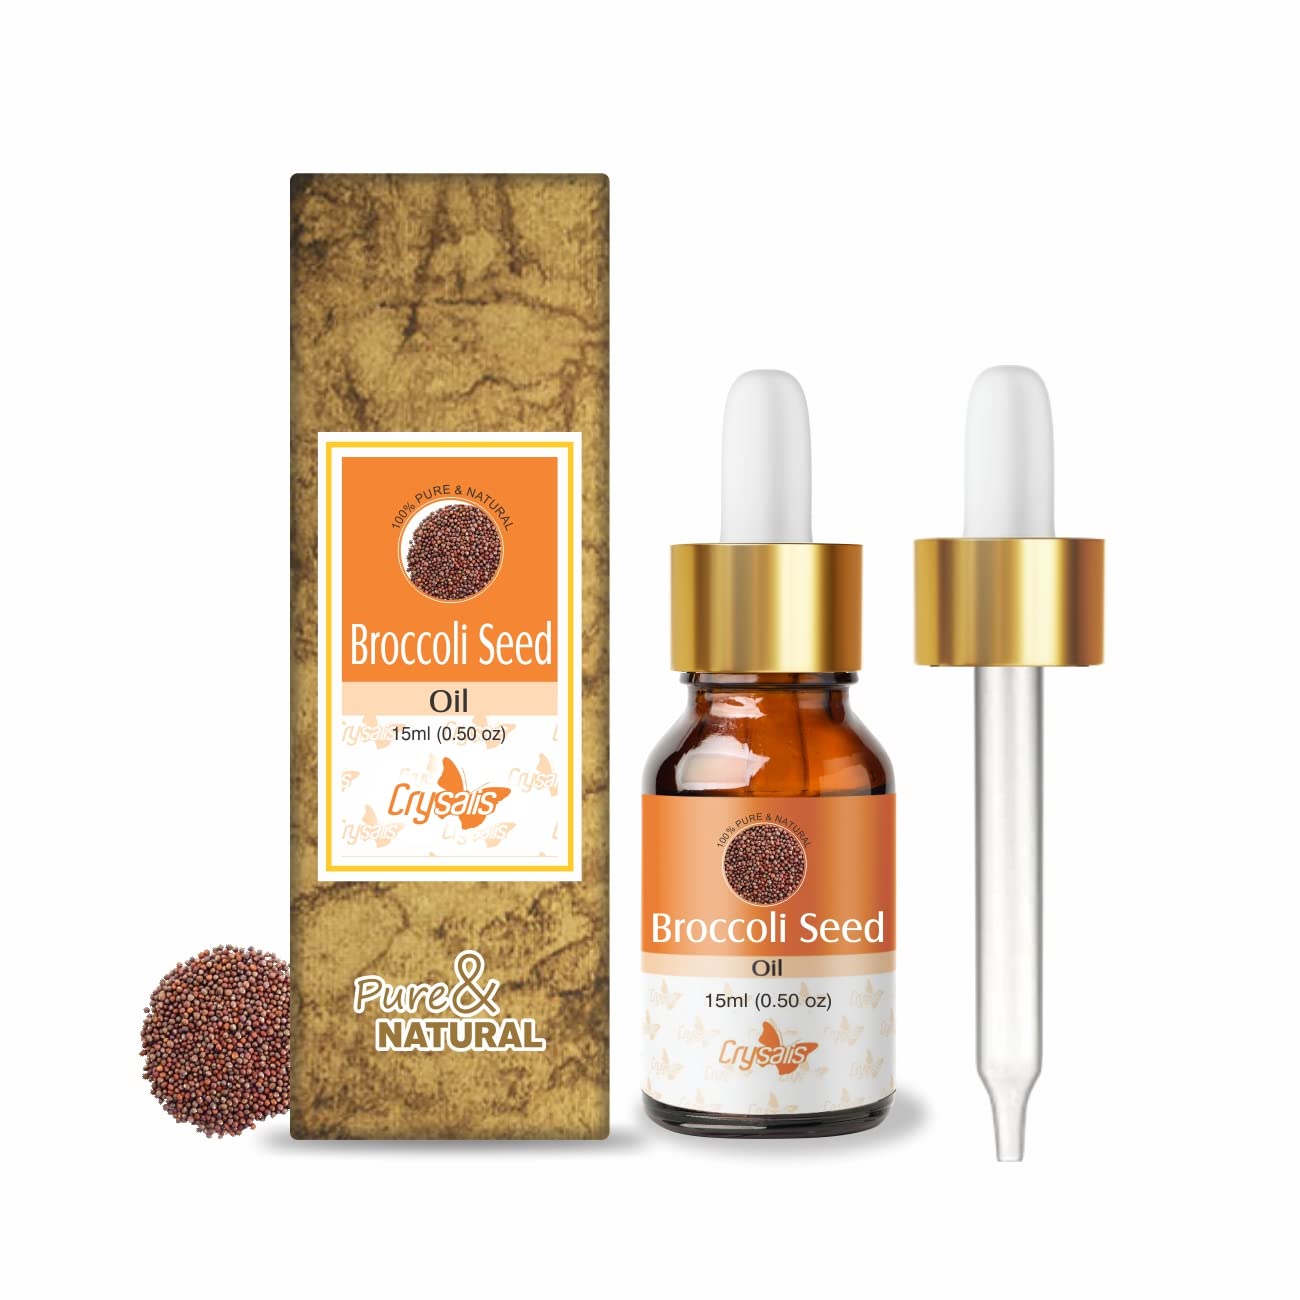 100% PURE & NATURAL
Broccoli Seed
Oil
15ml (0.50 oz)
Crysalis
Pure &
NATURAL
100% PURE & NATURAL
Broccoli Seed
Oil
15ml (0.50 oz)
Crysalis